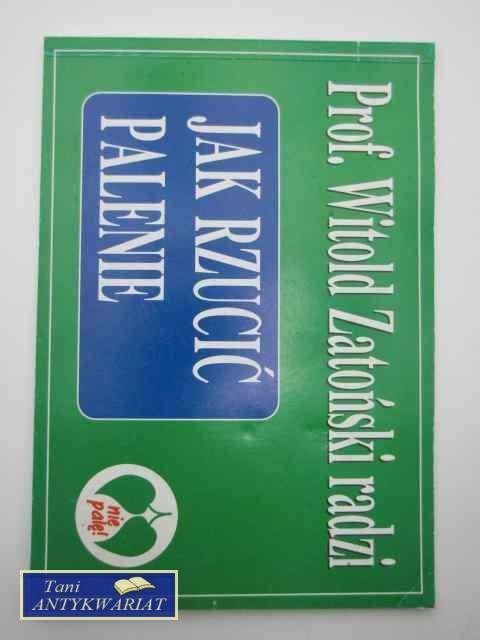 Prof. Witold Zatoński radzi
JAK RZUCIĆ
PALENIE
nie
palę!
Tani
ANTYKWARIAT